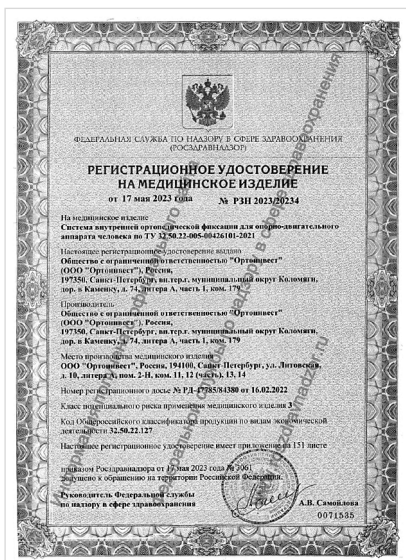 ФЕДЕРАЛЬНАЯ СЛУЖБА ПО НАДЗОРУ В СФЕРЕ ЗДРАВООХРАНЕНИЯ
(РОСЗДРАВНАДЗОР)
РЕГИСТРАЦИОННОЕ УДОСТОВЕРЕНИЕ
НА МЕДИЦИНСКОЕ ИЗДЕЛИЕ
от 17 мая 2023 года № РЗН 2023/20234
На медицинское изделие
Система внутренней ортопедической фиксации для опорно-двигательного
аппарата человека по ТУ 32.50.22-005-00426101-2021
Настоящее регистрационное удостоверение выдано
Общество с ограниченной ответственностью "Ортоинвест"
(ООО "Ортоинвест"), Россия,
197350, Санкт-Петербург, вн.тер.г. муниципальный округ Коломяги,
дор. в Каменку, д. 74, литера А, часть 1, ком. 179
Производитель
Общество с ограниченной ответственностью "Ортоинвест"
(ООО "Ортоинвест"), Россия,
197350, Санкт-Петербург, вн.тер.г. муниципальный округ Коломяги,
дор. в Каменку, д. 74, литера А, часть 1, ком. 179
Место производства медицинского изделия
ООО "Ортоинвест", Россия, 194100, Санкт-Петербург, ул. Литовская,
д. 10, литера А, пом. 2-Н, ком. 11, 12 (часть), 13, 14
Номер регистрационного досье № РД-47785/84380 от 16.02.2022
Класс потенциального риска применения медицинского изделия 3
Код Общероссийского классификатора продукции по видам экономической
деятельности 32.50.22.127
Настоящее регистрационное удостоверение имеет приложение на 151 листе
приказом Росздравнадзора от 17 мая 2023 года № 3061
допущено к обращению на территории Российской Федерации.
Руководитель Федеральной службы
по надзору в сфере здравоохранения
А.В. Самойлова
0071535